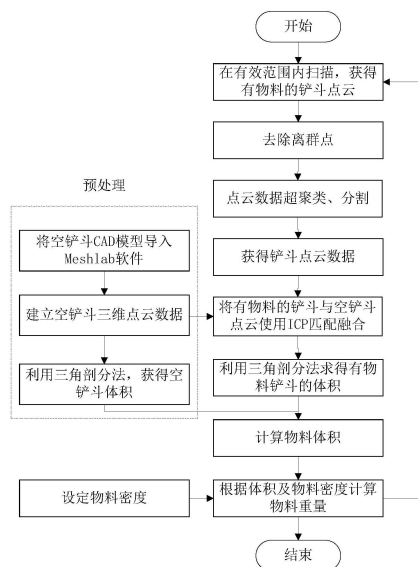 开始
在有效范围内扫描，获得
有物料的铲斗点云
去除离群点
点云数据超聚类、分割
获得铲斗点云数据
预处理
将空铲斗CAD模型导入
Meshlab软件
建立空铲斗三维点云数据
利用三角剖分法，获得空
铲斗体积
将有物料的铲斗与空铲斗
点云使用ICP匹配融合
利用三角剖分法求得有物
料铲斗的体积
计算物料体积
设定物料密度
根据体积及物料密度计算
物料重量
结束